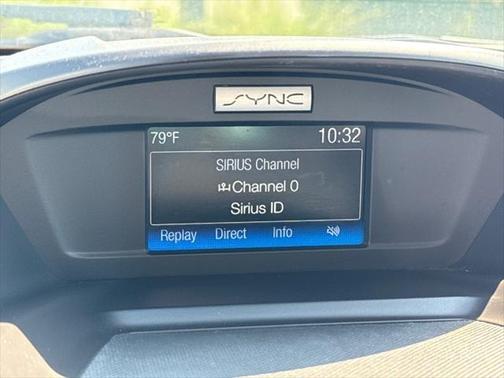 SYNC
79°F 10:32
SIRIUS Channel
Channel 0
Sirius ID
Replay Direct Info